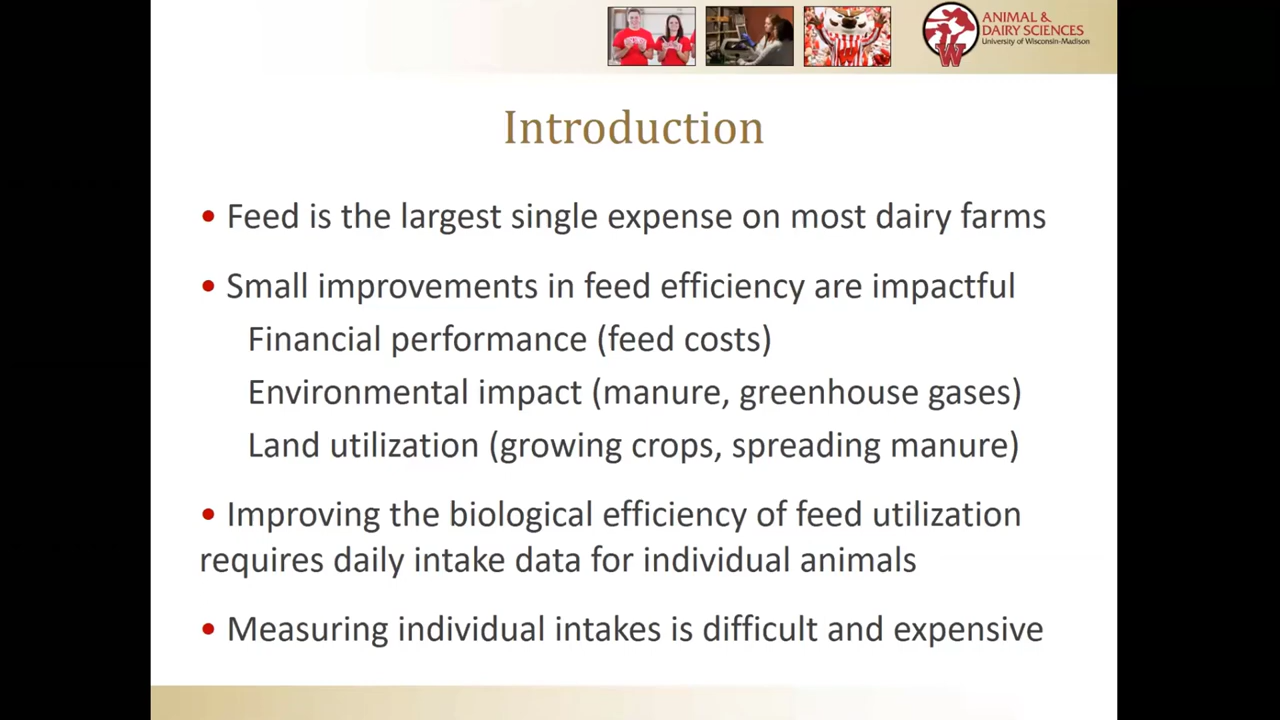 ANIMAL &
DAIRY SCIENCES
University of Wisconsin-Madison
W
Introduction
• Feed is the largest single expense on most dairy farms
• Small improvements in feed efficiency are impactful
Financial performance (feed costs)
Environmental impact (manure, greenhouse gases)
Land utilization (growing crops, spreading manure)
• Improving the biological efficiency of feed utilization
requires daily intake data for individual animals
• Measuring individual intakes is difficult and expensive